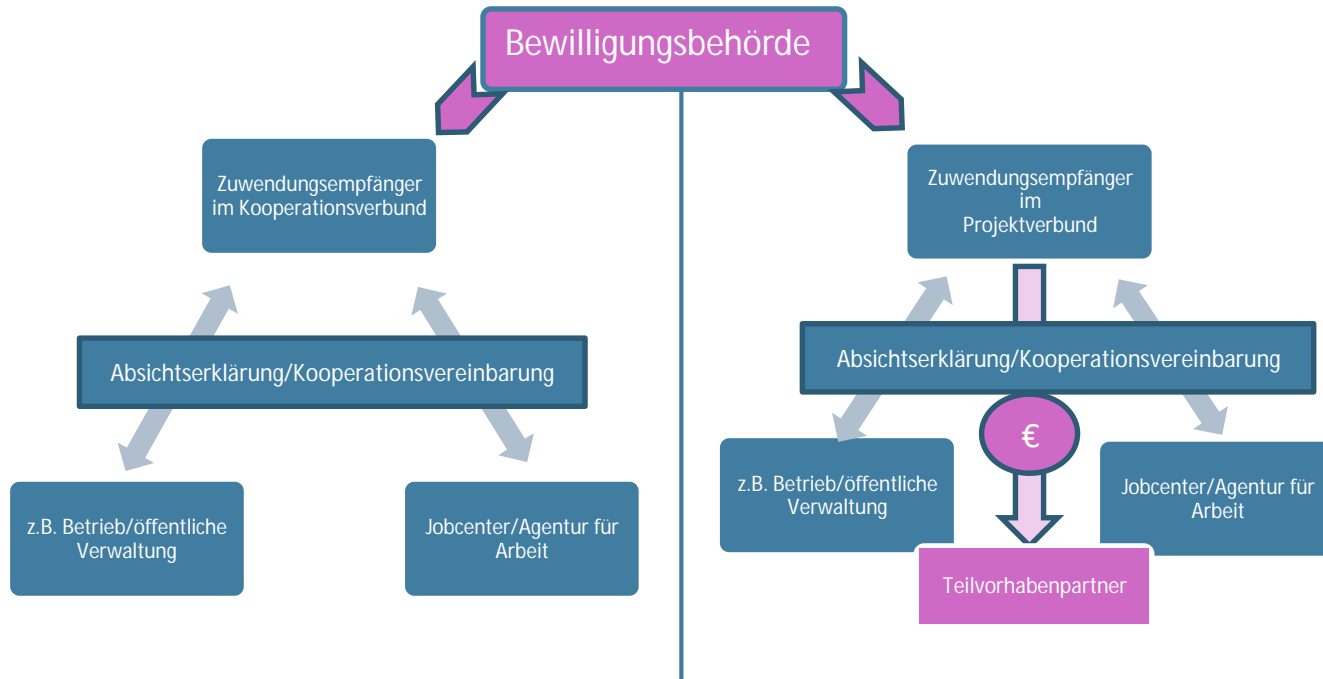 Bewilligungsbehörde
Zuwendungsempfänger
im Kooperationsverbund
Absichtserklärung/Kooperationsvereinbarung
z.B. Betrieb/öffentliche
Verwaltung
Jobcenter/Agentur für
Arbeit
Zuwendungsempfänger
im
Projektverbund
Absichtserklärung/Kooperationsvereinbarung
€
z.B. Betrieb/öffentliche
Verwaltung
Jobcenter/Agentur für
Arbeit
Teilvorhabenpartner